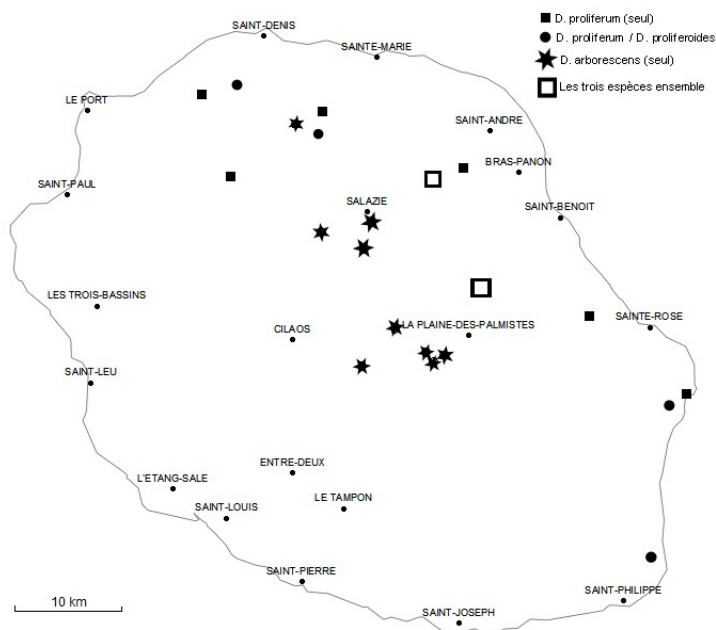 SAINT-DENIS
D. proliferum (seul)
D. proliferum / D. proliferoides
D. arborescens (seul)
Les trois espèces ensemble
SAINTE-MARIE
LE PORT
SAINT-ANDRE
BRAS-PANON
SAINT-PAUL
SALAZIE
SAINT-BENOIT
LES TROIS-BASSINS
CILAOS
LA PLAINE-DES-PALMISTES
SAINTE-ROSE
SAINT-LEU
ENTRE-DEUX
L'ETANG-SALE
LE TAMPON
SAINT-LOUIS
SAINT-PIERRE
SAINT-PHILIPPE
10 km
SAINT-JOSEPH